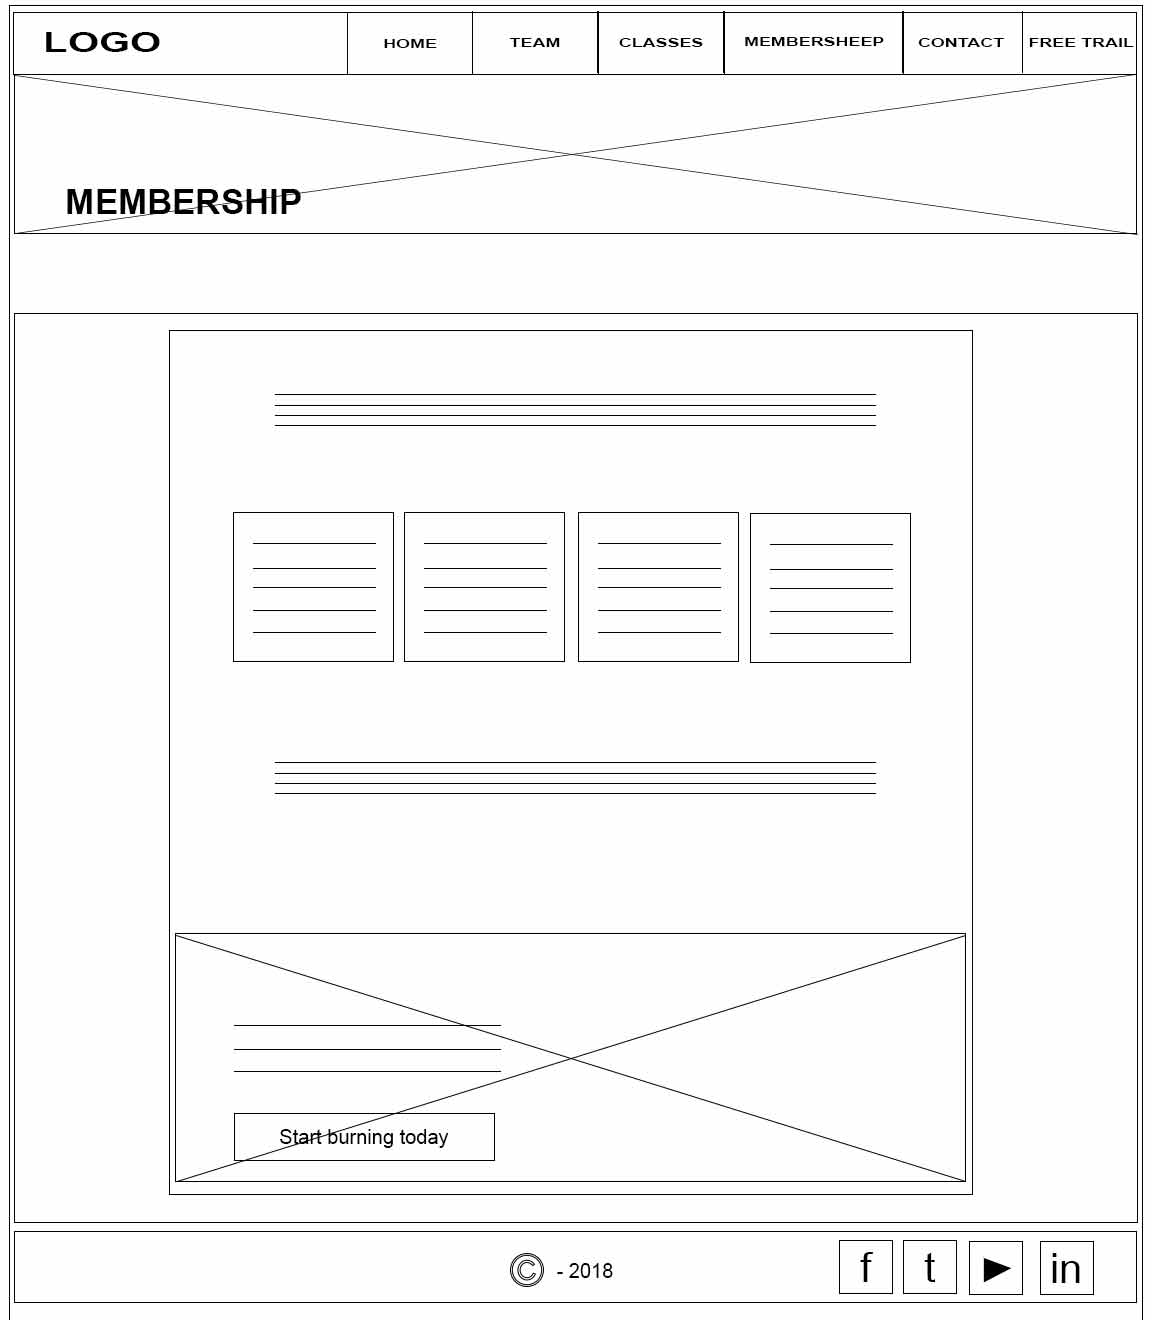 LOGO HOME TEAM CLASSES MEMBERSHEEP CONTACT FREE TRAIL
MEMBERSHIP
Start burning today
© - 2018 f t in